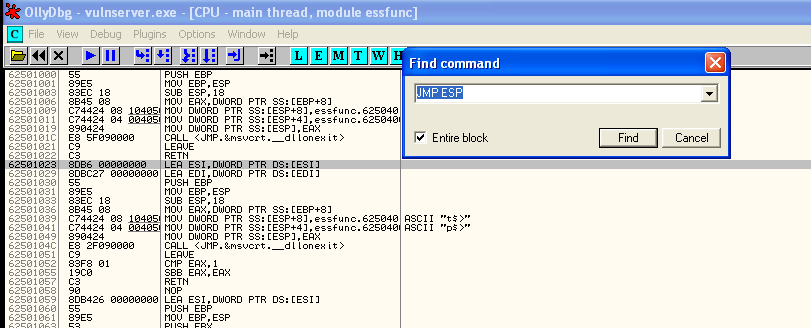 OllyDbg - vulnserver.exe - [CPU - main thread, module essfunc]
C File View Debug Plugins Options Window Help
L E M T W H
Find command
JMP ESP
Entire block Find Cancel
62501000 55 PUSH EBP
62501001 89E5 MOV EBP,ESP
62501003 83EC 18 SUB ESP,18
62501006 8B45 08 MOV EAX,DWORD PTR SS:[EBP+8]
62501009 C74424 08 104050 MOV DWORD PTR SS:[ESP+8],essfunc.625040
62501011 C74424 04 004050 MOV DWORD PTR SS:[ESP+4],essfunc.625040
62501019 890424 MOV DWORD PTR SS:[ESP],EAX
6250101C E8 5F090000 CALL <JMP.&msvcrt.__dllonexit>
62501021 C9 LEAVE
62501022 C3 RETN
62501023 8DB6 00000000 LEA ESI,DWORD PTR DS:[ESI]
62501029 8DBC27 00000000 LEA EDI,DWORD PTR DS:[EDI]
62501030 55 PUSH EBP
62501031 89E5 MOV EBP,ESP
62501033 83EC 18 SUB ESP,18
62501036 8B45 08 MOV EAX,DWORD PTR SS:[EBP+8]
62501039 C74424 08 104050 MOV DWORD PTR SS:[ESP+8],essfunc.625040 ASCII "t$>"
62501041 C74424 04 004050 MOV DWORD PTR SS:[ESP+4],essfunc.625040 ASCII "p$>"
62501049 890424 MOV DWORD PTR SS:[ESP],EAX
6250104C E8 2F090000 CALL <JMP.&msvcrt.__dllonexit>
62501051 C9 LEAVE
62501052 83F8 01 CMP EAX,1
62501055 19C0 SBB EAX,EAX
62501057 C3 RETN
62501058 90 NOP
62501059 8DB426 00000000 LEA ESI,DWORD PTR DS:[ESI]
62501060 55 PUSH EBP
62501061 89E5 MOV EBP,ESP
62501063 53 PUSH EBX